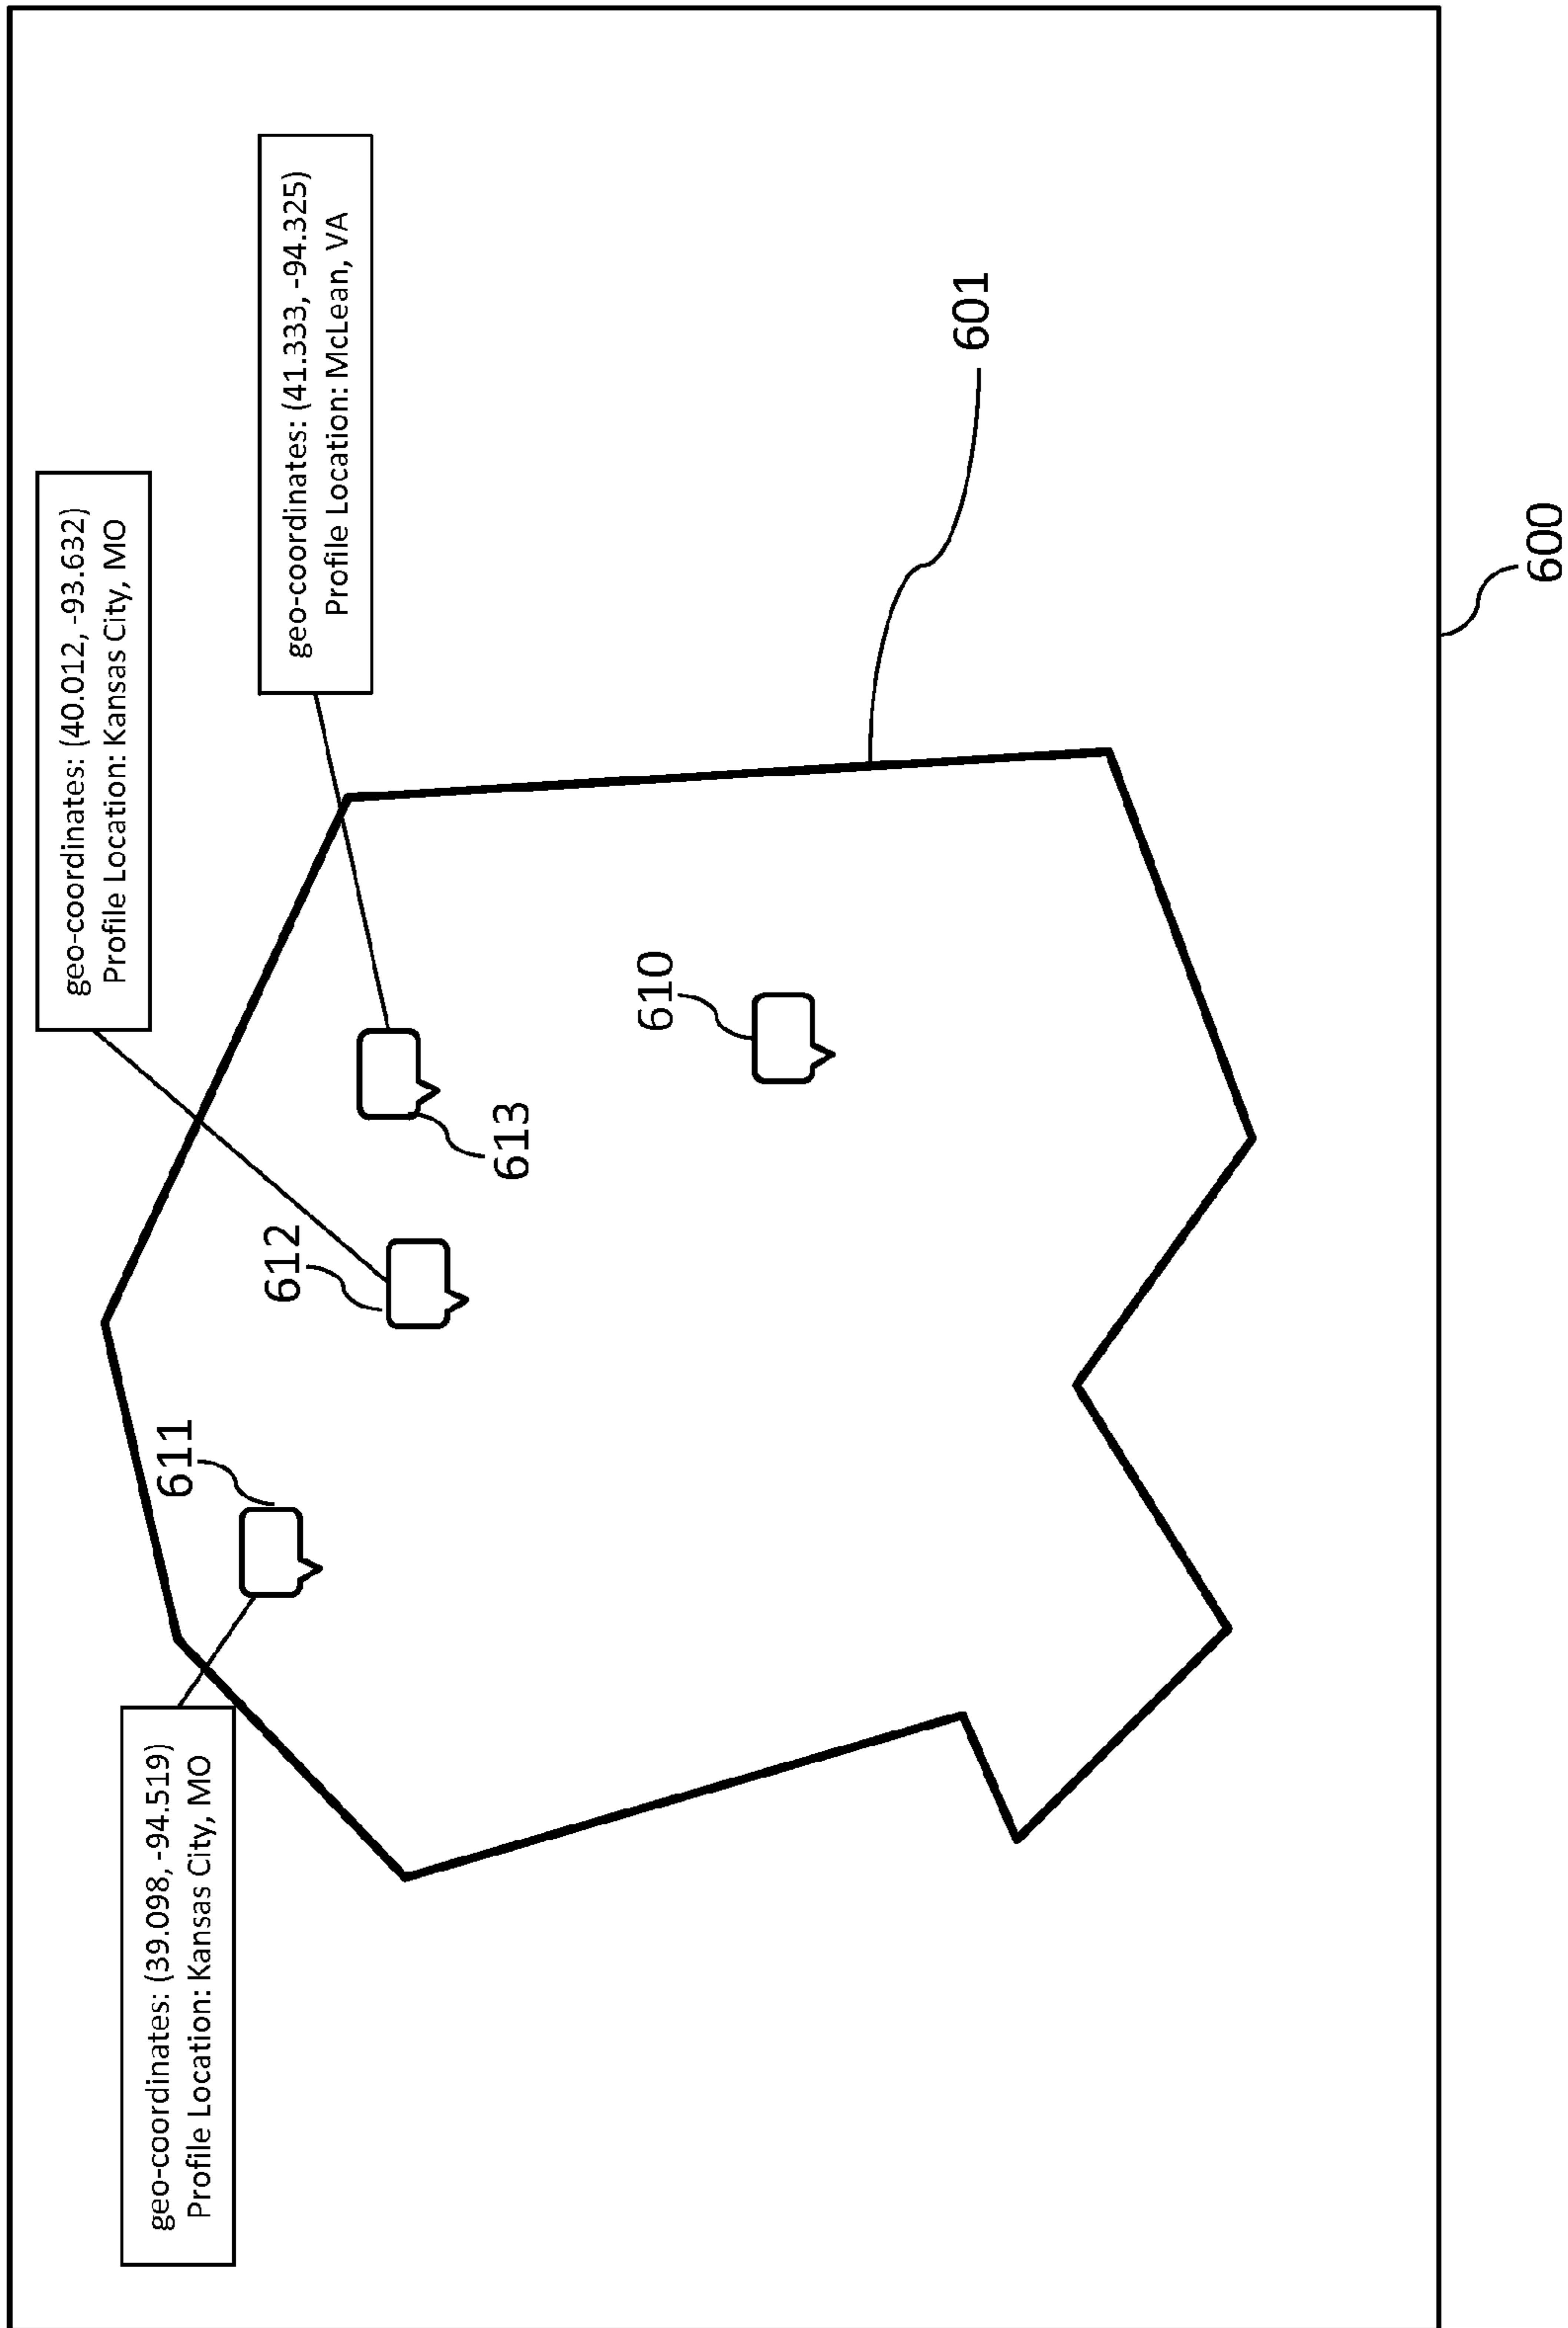 geo-coordinates: (39.098, -94.519)
Profile Location: Kansas City, MO
geo-coordinates: (40.012, -93.632)
Profile Location: Kansas City, MO
geo-coordinates: (41.333, -94.325)
Profile Location: McLean, VA
611
612
613
610
601
600